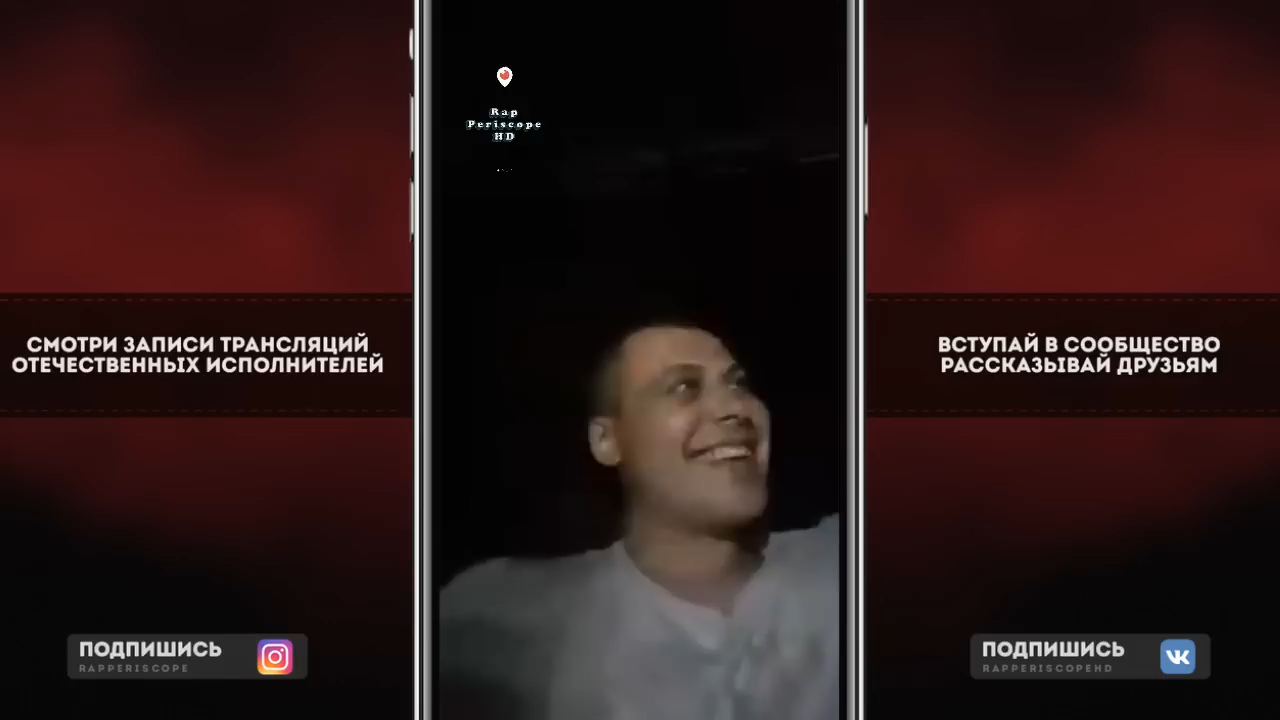 Rap
Periscope
HD
СМОТРИ ЗАПИСИ ТРАНСЛЯЦИЙ
ОТЕЧЕСТВЕННЫХ ИСПОЛНИТЕЛЕЙ
ВСТУПАЙ В СООБЩЕСТВО
РАССКАЗЫВАЙ ДРУЗЬЯМ
ПОДПИШИСЬ
RAPPERISCOPE
ПОДПИШИСЬ
RAPPERISCOPEHD